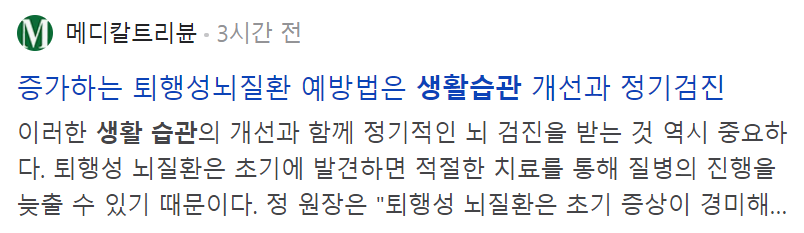 메디칼트리뷴 · 3시간 전
증가하는 퇴행성뇌질환 예방법은 생활습관 개선과 정기검진
이러한 생활 습관의 개선과 함께 정기적인 뇌 검진을 받는 것 역시 중요하
다. 퇴행성 뇌질환은 초기에 발견하면 적절한 치료를 통해 질병의 진행을
늦출 수 있기 때문이다. 정 원장은 "퇴행성 뇌질환은 초기 증상이 경미해...